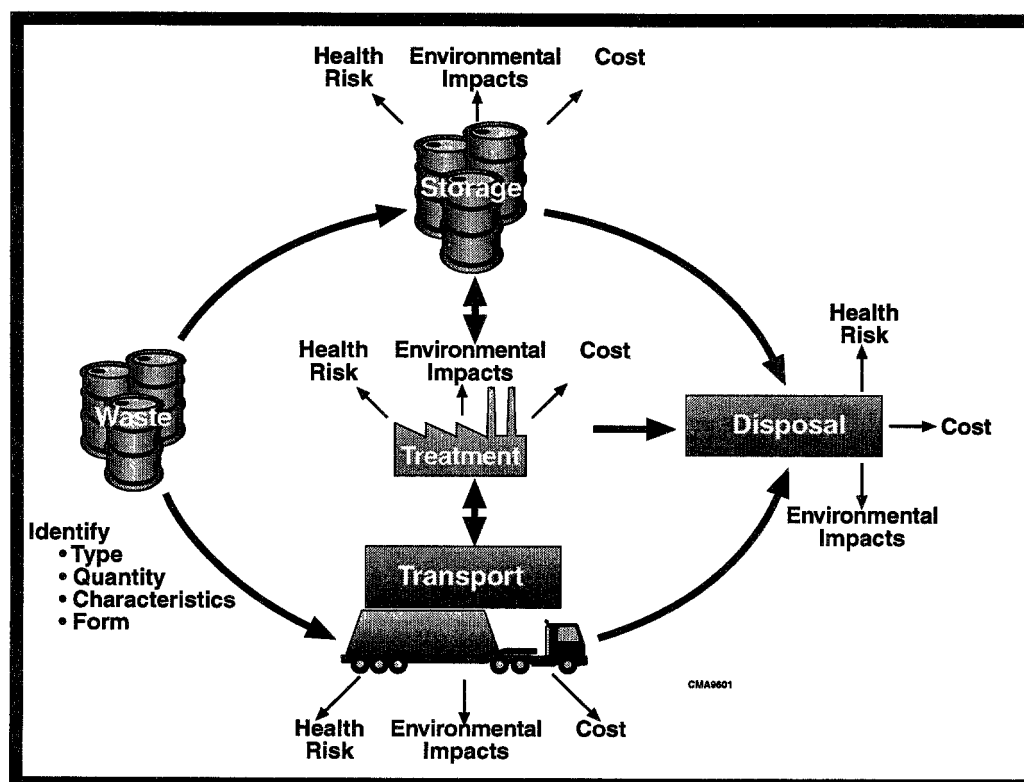 Health
Risk
Environmental
Impacts
Cost
Storage
Health
Risk
Environmental
Impacts
Cost
Treatment
Waste
Identify
• Type
• Quantity
• Characteristics
• Form
Health
Risk
Disposal
Cost
Environmental
Impacts
Transport
CMA9601
Health
Risk
Environmental
Impacts
Cost